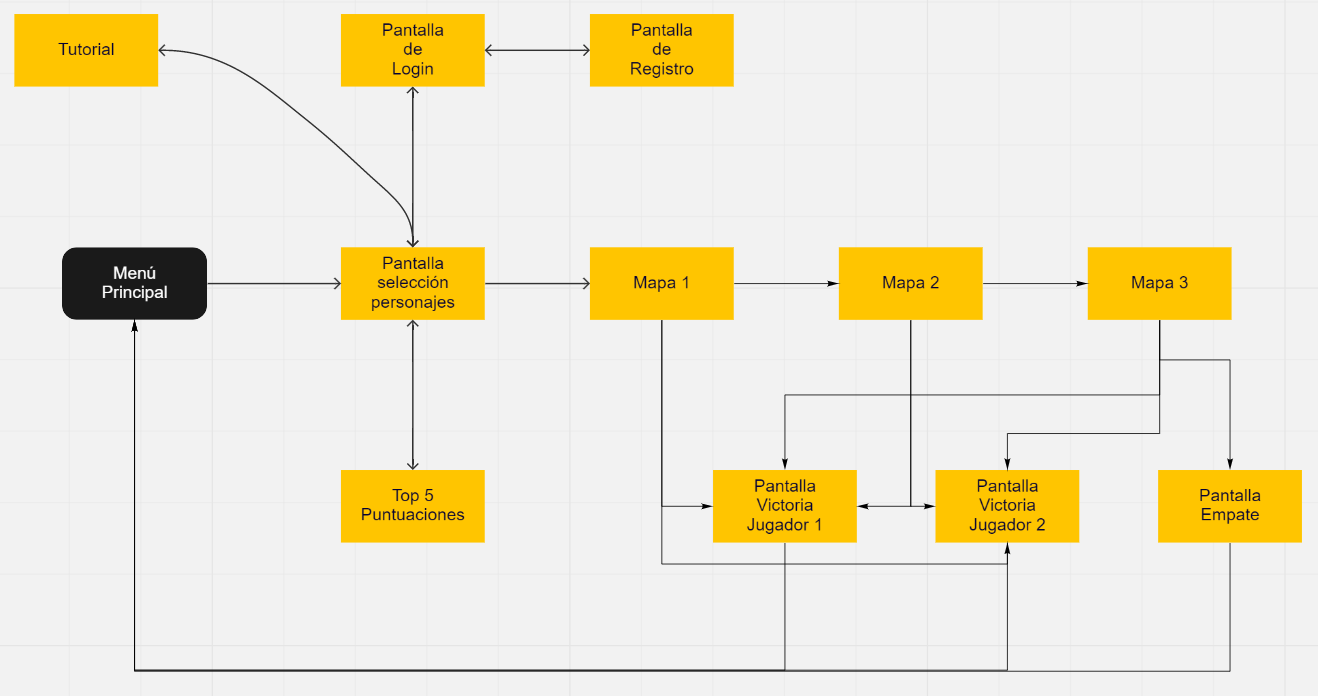 Tutorial
Pantalla
de
Login
Pantalla
de
Registro
Menú
Principal
Pantalla
selección
personajes
Mapa 1
Mapa 2
Mapa 3
Top 5
Puntuaciones
Pantalla
Victoria
Jugador 1
Pantalla
Victoria
Jugador 2
Pantalla
Empate